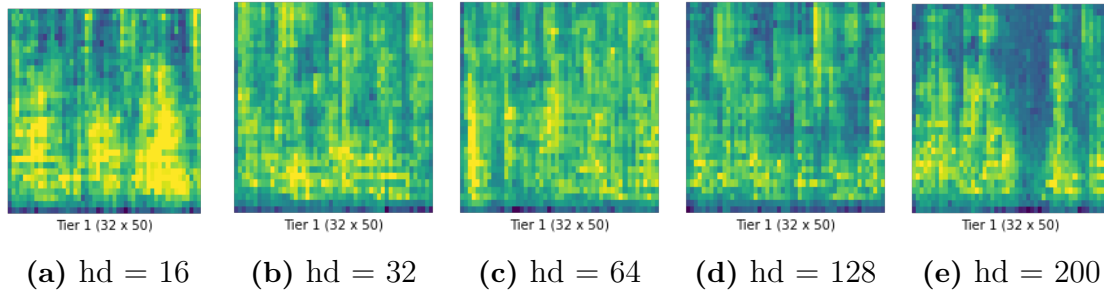 Tier 1 (32 x 50) Tier 1 (32 x 50) Tier 1 (32 x 50) Tier 1 (32 x 50) Tier 1 (32 x 50)
(a) hd = 16 (b) hd = 32 (c) hd = 64 (d) hd = 128 (e) hd = 200